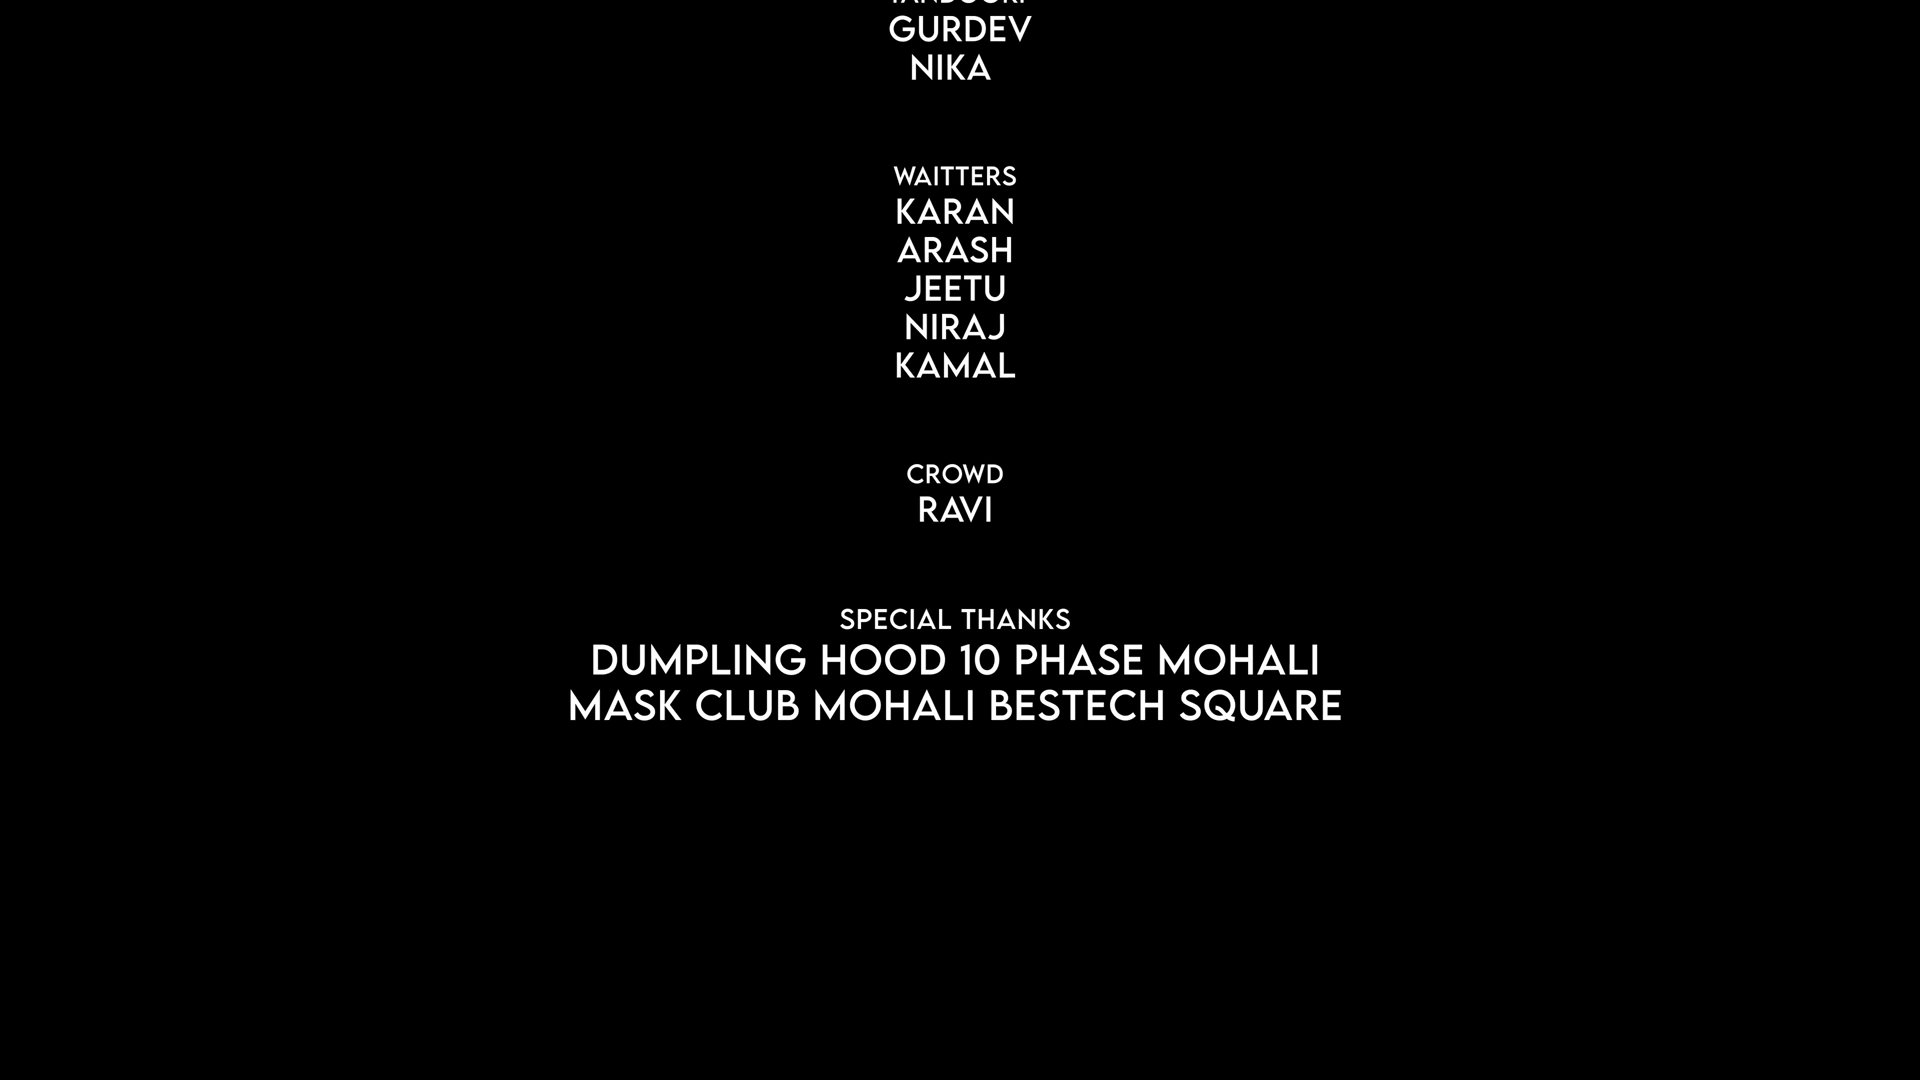 GURDEV
NIKA
WAITTERS
KARAN
ARASH
JEETU
NIRAJ
KAMAL
CROWD
RAVI
SPECIAL THANKS
DUMPLING HOOD 10 PHASE MOHALI
MASK CLUB MOHALI BESTECH SQUARE